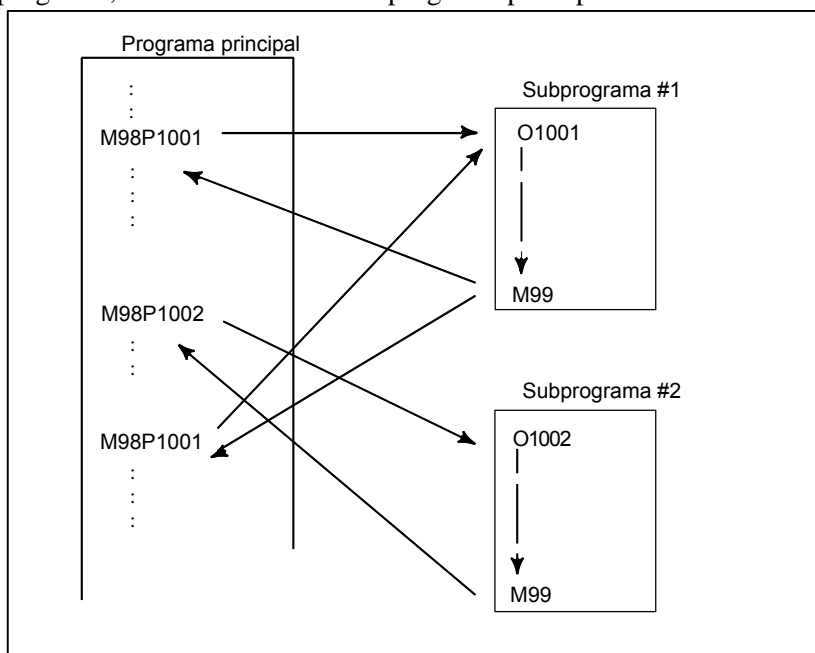 Programa principal
:
:
M98P1001
:
:
:
M98P1002
:
:
M98P1001
:
:
:
Subprograma #1
O1001
M99
Subprograma #2
O1002
M99